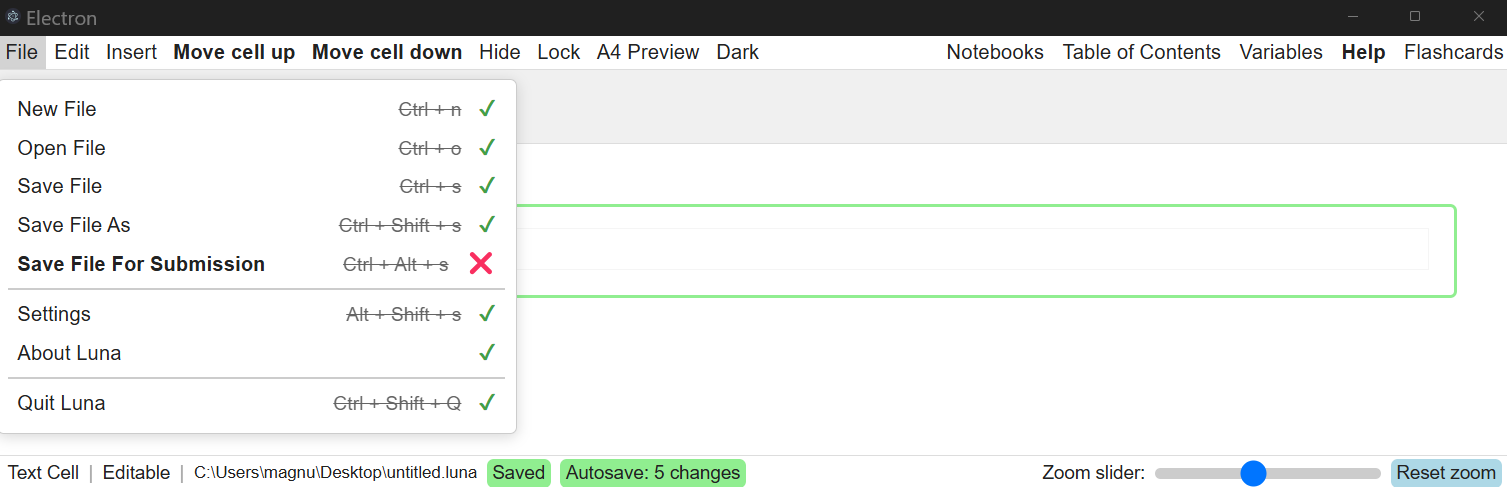 Electron
File Edit Insert Move cell up Move cell down Hide Lock A4 Preview Dark Notebooks Table of Contents Variables Help Flashcards
New File Ctrl + n
Open File Ctrl + o
Save File Ctrl + s
Save File As Ctrl + Shift + s
Save File For Submission Ctrl + Alt + s
Settings Alt + Shift + s
About Luna
Quit Luna Ctrl + Shift + Q
Text Cell | Editable | C:\Users\magnu\Desktop\untitled.luna Saved Autosave: 5 changes Zoom slider: Reset zoom